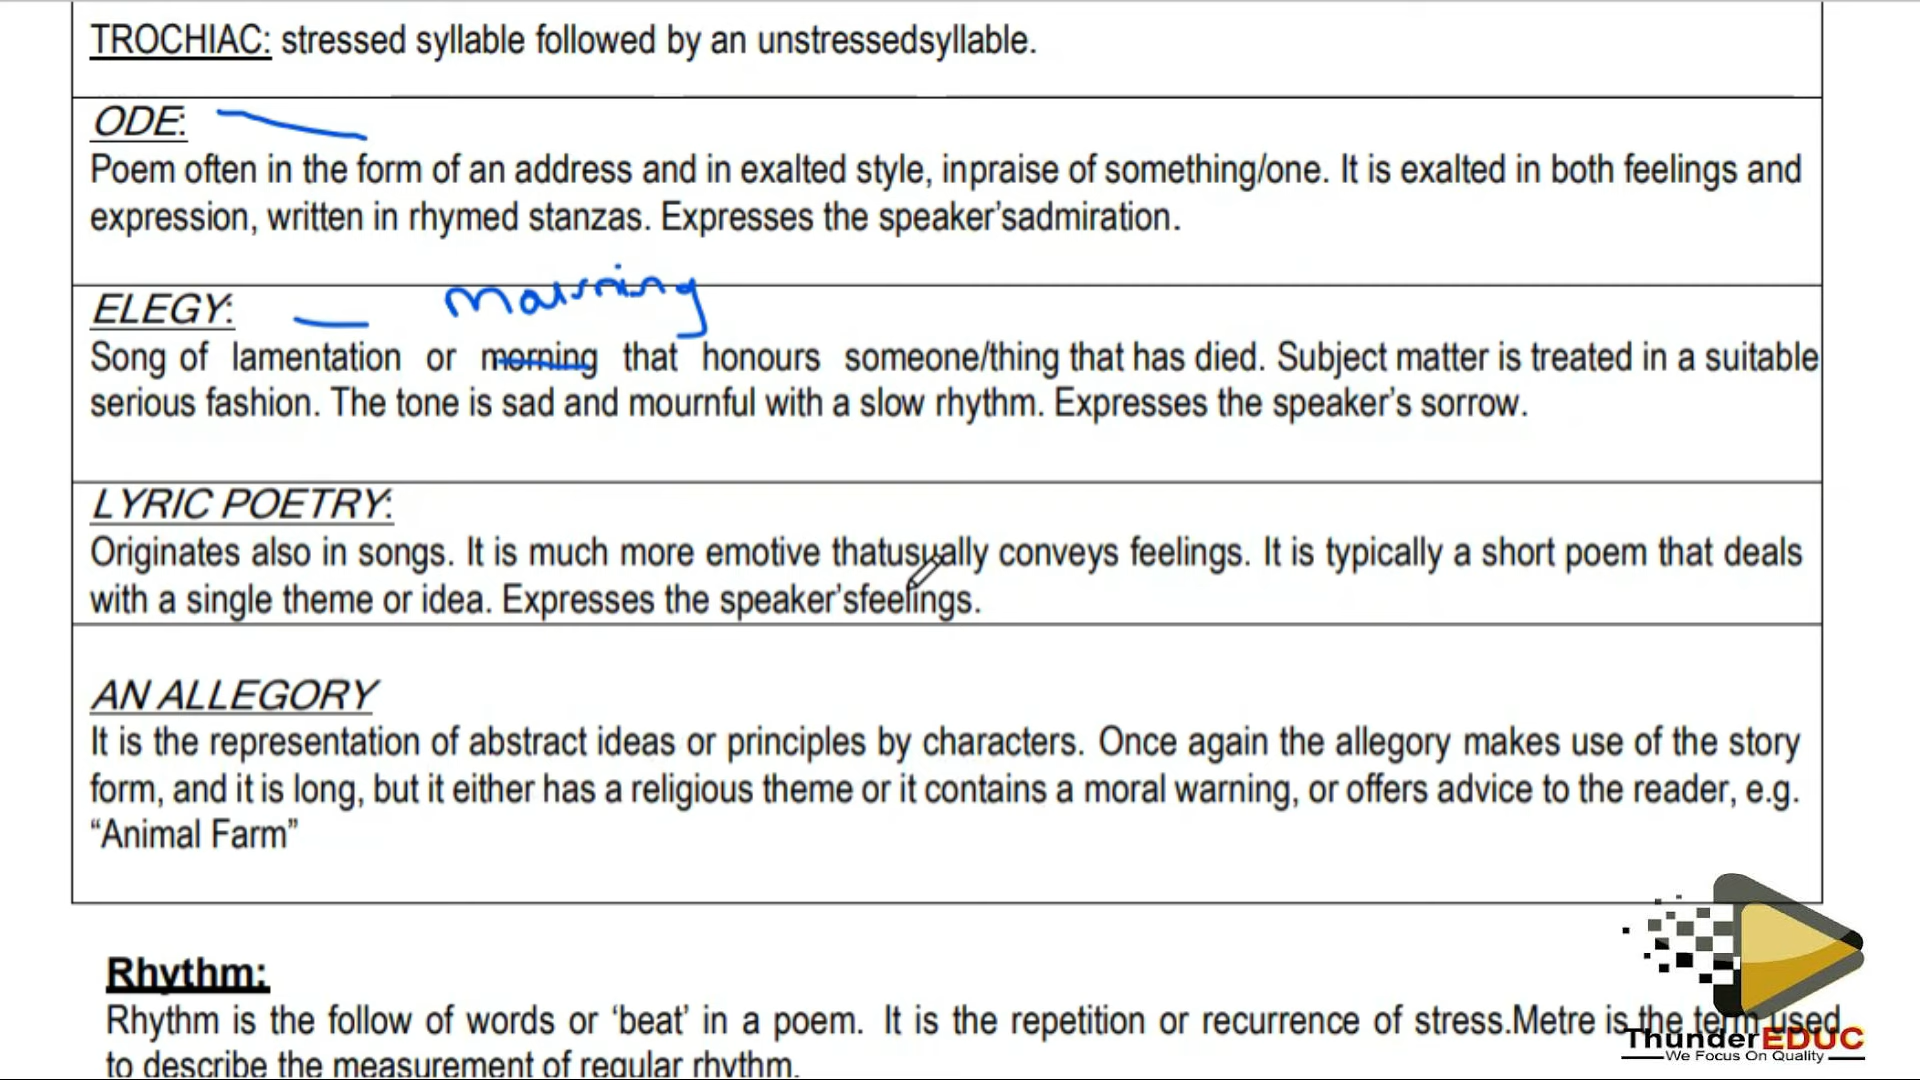 TROCHIAC: stressed syllable followed by an unstressedsyllable.
ODE:
Poem often in the form of an address and in exalted style, inpraise of something/one. It is exalted in both feelings and
expression, written in rhymed stanzas. Expresses the speaker'sadmiration.
mourning
ELEGY:
Song of lamentation or morning that honours someone/thing that has died. Subject matter is treated in a suitable
serious fashion. The tone is sad and mournful with a slow rhythm. Expresses the speaker's sorrow.
LYRIC POETRY:
Originates also in songs. It is much more emotive thatusually conveys feelings. It is typically a short poem that deals
with a single theme or idea. Expresses the speaker'sfeelings.
AN ALLEGORY
It is the representation of abstract ideas or principles by characters. Once again the allegory makes use of the story
form, and it is long, but it either has a religious theme or it contains a moral warning, or offers advice to the reader, e.g.
“Animal Farm”
Rhythm:
Rhythm is the follow of words or ‘beat’ in a poem. It is the repetition or recurrence of stress.Metre is the term used
to describe the measurement of regular rhythm.
ThunderEDUC
We Focus On Quality